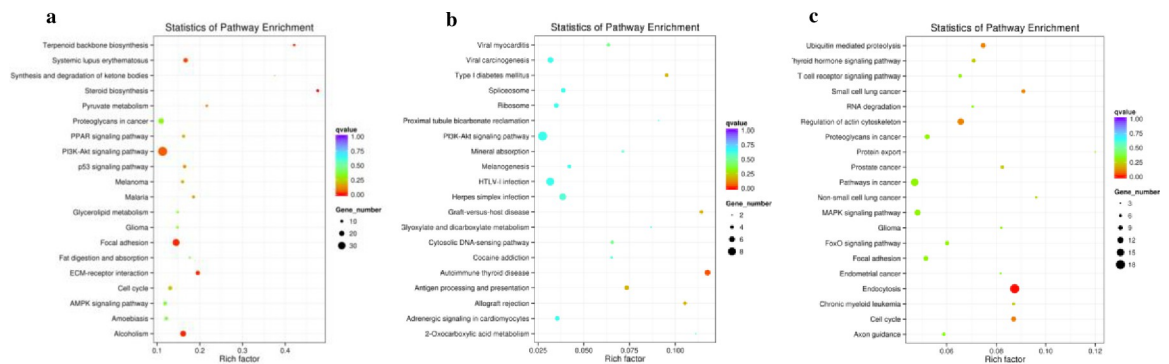 a
Statistics of Pathway Enrichment
Terpenoid backbone biosynthesis
Systemic lupus erythematosus
Synthesis and degradation of ketone bodies
Steroid biosynthesis
Pyruvate metabolism
Proteoglycans in cancer
PPAR signaling pathway
PI3K-Akt signaling pathway
p53 signaling pathway
Melanoma
Malaria
Glycerolipid metabolism
Glioma
Focal adhesion
Fat digestion and absorption
ECM-receptor interaction
Cell cycle
AMPK signaling pathway
Amoebiasis
Alcoholism
0.1 0.2 0.3 0.4
Rich factor
qvalue
1.00
0.75
0.50
0.25
0.00
Gene_number
10
20
30
b
Statistics of Pathway Enrichment
Viral myocarditis
Viral carcinogenesis
Type I diabetes mellitus
Spliceosome
Ribosome
Proximal tubule bicarbonate reclamation
PI3K-Akt signaling pathway
Mineral absorption
Melanogenesis
HTLV-I infection
Herpes simplex infection
Graft-versus-host disease
Glyoxylate and dicarboxylate metabolism
Cytosolic DNA-sensing pathway
Cocaine addiction
Autoimmune thyroid disease
Antigen processing and presentation
Allograft rejection
Adrenergic signaling in cardiomyocytes
2-Oxocarboxylic acid metabolism
0.025 0.050 0.075 0.100
Rich factor
qvalue
1.00
0.75
0.50
0.25
0.00
Gene_number
2
4
6
8
c
Statistics of Pathway Enrichment
Ubiquitin mediated proteolysis
Thyroid hormone signaling pathway
T cell receptor signaling pathway
Small cell lung cancer
RNA degradation
Regulation of actin cytoskeleton
Proteoglycans in cancer
Protein export
Prostate cancer
Pathways in cancer
Non-small cell lung cancer
MAPK signaling pathway
Glioma
FoxO signaling pathway
Focal adhesion
Endometrial cancer
Endocytosis
Chronic myeloid leukemia
Cell cycle
Axon guidance
0.06 0.08 0.10 0.12
Rich factor
qvalue
1.00
0.75
0.50
0.25
0.00
Gene_number
3
6
9
12
15
18